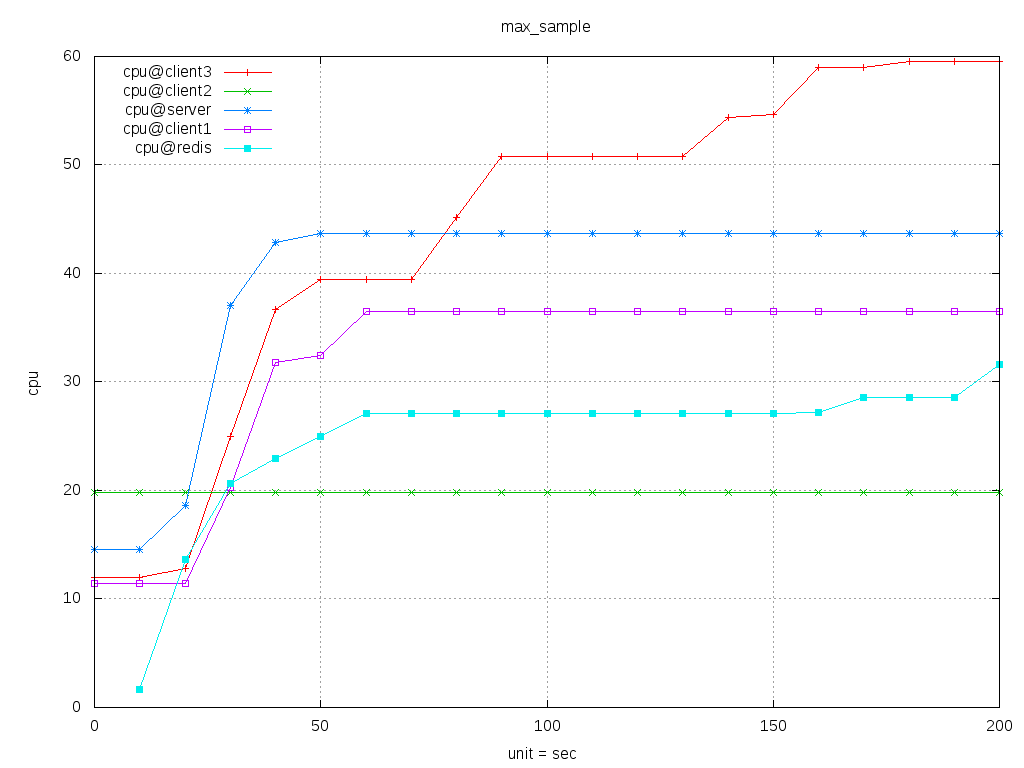 max_sample
60
50
40
30
20
10
0
cpu
cpu@client3
cpu@client2
cpu@server
cpu@client1
cpu@redis
0 50 100 150 200
unit = sec